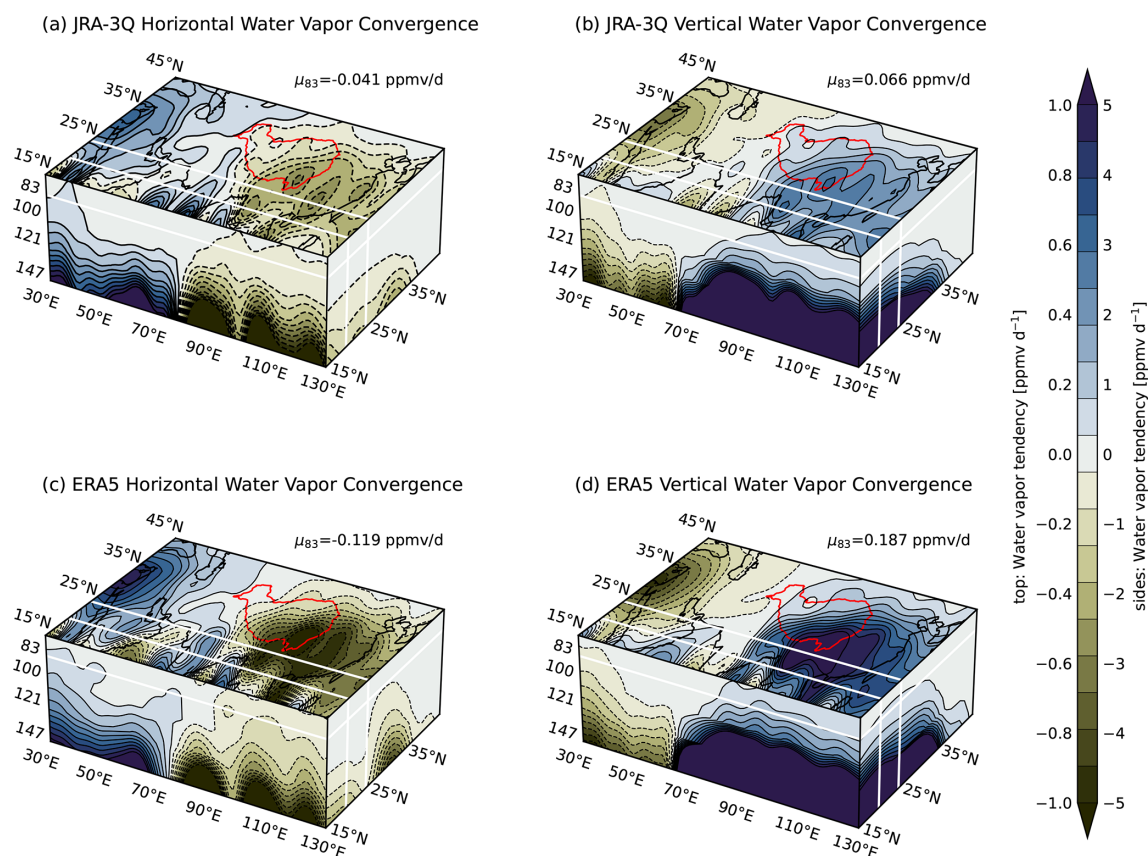 (a) JRA-3Q Horizontal Water Vapor Convergence
μ83=-0.041 ppmv/d
45°N
35°N
25°N
15°N
83
100
121
147
30°E
50°E
70°E
90°E
110°E
130°E
15°N
25°N
35°N
(b) JRA-3Q Vertical Water Vapor Convergence
μ83=0.066 ppmv/d
45°N
35°N
25°N
15°N
83
100
121
147
30°E
50°E
70°E
90°E
110°E
130°E
15°N
25°N
35°N
(c) ERA5 Horizontal Water Vapor Convergence
μ83=-0.119 ppmv/d
45°N
35°N
25°N
15°N
83
100
121
147
30°E
50°E
70°E
90°E
110°E
130°E
15°N
25°N
35°N
(d) ERA5 Vertical Water Vapor Convergence
μ83=0.187 ppmv/d
45°N
35°N
25°N
15°N
83
100
121
147
30°E
50°E
70°E
90°E
110°E
130°E
15°N
25°N
35°N
top: Water vapor tendency [ppmv d⁻¹]
1.0
0.8
0.6
0.4
0.2
0.0
−0.2
−0.4
−0.6
−0.8
−1.0
5
4
3
2
1
0
−1
−2
−3
−4
−5
sides: Water vapor tendency [ppmv d⁻¹]